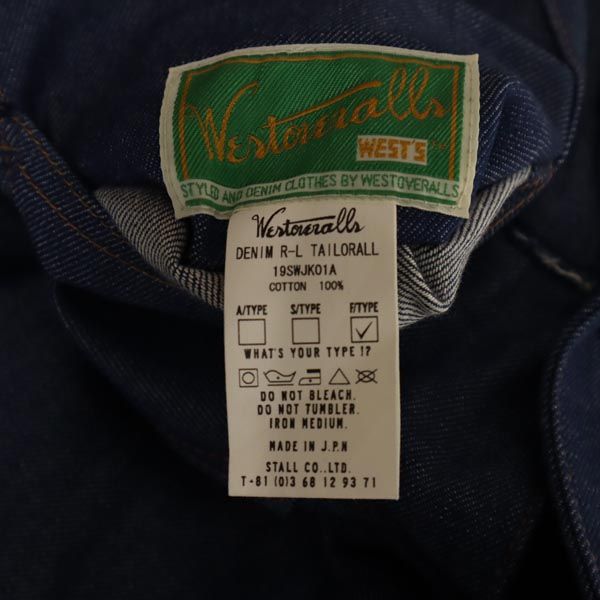 Westoveralls
WEST'S
STYLED AND DENIM CLOTHES BY WESTOVERALLS
Westoveralls
DENIM R-L TAILORALL
19SWJK01A
COTTON 100%
A/TYPE S/TYPE F/TYPE
WHAT'S YOUR TYPE !?
DO NOT BLEACH.
DO NOT TUMBLER.
IRON MEDIUM.
MADE IN J.P.N
STALL CO.,LTD.
T-81 (0)3 68 12 93 71